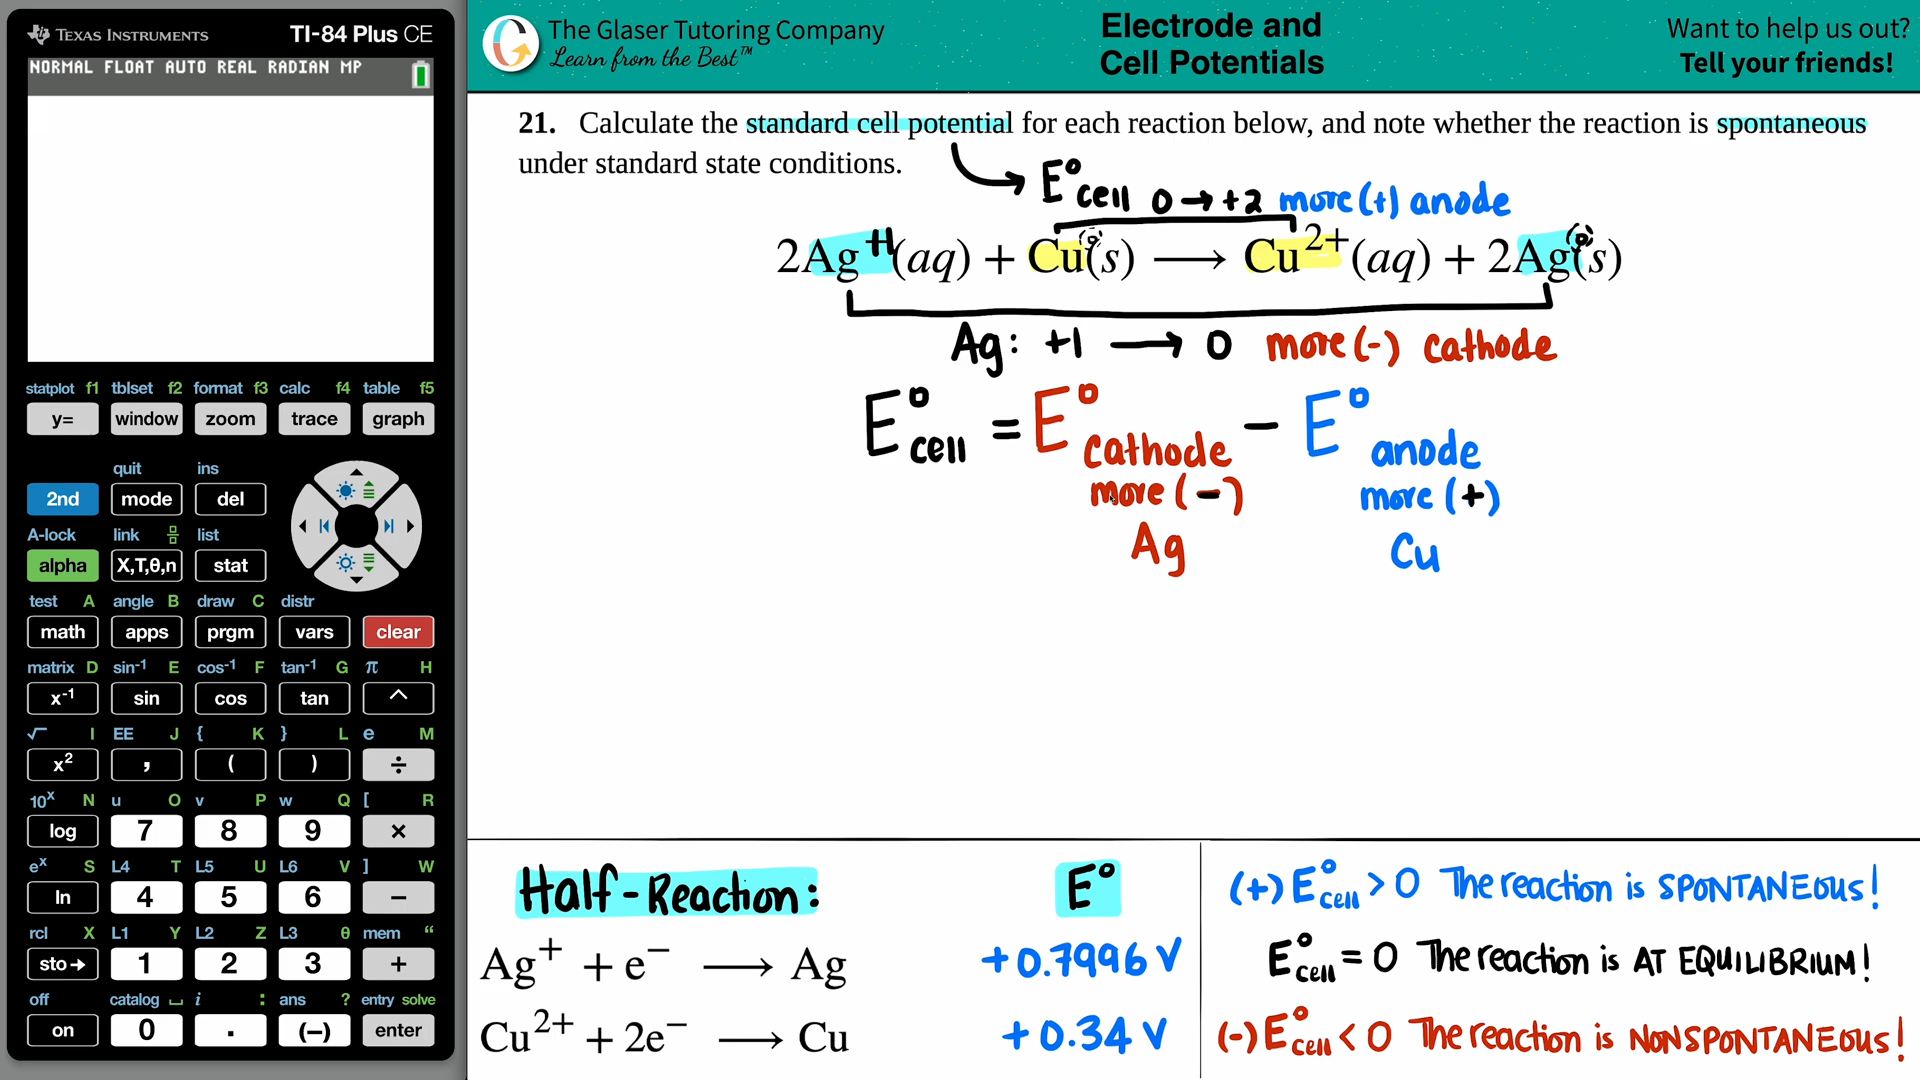 TEXAS INSTRUMENTS TI-84 Plus CE
NORMAL FLOAT AUTO REAL RADIAN MP
statplot f1 tblset f2 format f3 calc f4 table f5
y= window zoom trace graph
quit ins
2nd mode del
A-lock link list
alpha X,T,θ,n stat
test A angle B draw C distr
math apps prgm vars clear
matrix D sin⁻¹ E cos⁻¹ F tan⁻¹ G π H
x⁻¹ sin cos tan ^
√ I EE J { K } L e M
x² , ( ) ÷
10ˣ N u O v P w Q [ R
log 7 8 9 ×
eˣ S L4 T L5 U L6 V ] W
ln 4 5 6 −
rcl X L1 Y L2 Z L3 θ mem “
sto→ 1 2 3 +
off catalog ␣ i : ans ? entry solve
on 0 . (−) enter
The Glaser Tutoring Company
Learn from the Best™
Electrode and
Cell Potentials
Want to help us out?
Tell your friends!
21. Calculate the standard cell potential for each reaction below, and note whether the reaction is spontaneous
under standard state conditions.
E°cell 0 → +2 more (+) anode
2Ag⁺¹(aq) + Cu⁽⁰⁾(s) ⟶ Cu²⁺(aq) + 2Ag⁽⁰⁾(s)
Ag: +1 ⟶ 0 more (-) cathode
E°cell = E°cathode − E°anode
more (−) more (+)
Ag Cu
Half-Reaction: E°
Ag⁺ + e⁻ ⟶ Ag +0.7996 V
Cu²⁺ + 2e⁻ ⟶ Cu +0.34 V
(+) E°cell > 0 The reaction is SPONTANEOUS!
E°cell = 0 The reaction is AT EQUILIBRIUM!
(-) E°cell < 0 The reaction is NONSPONTANEOUS!